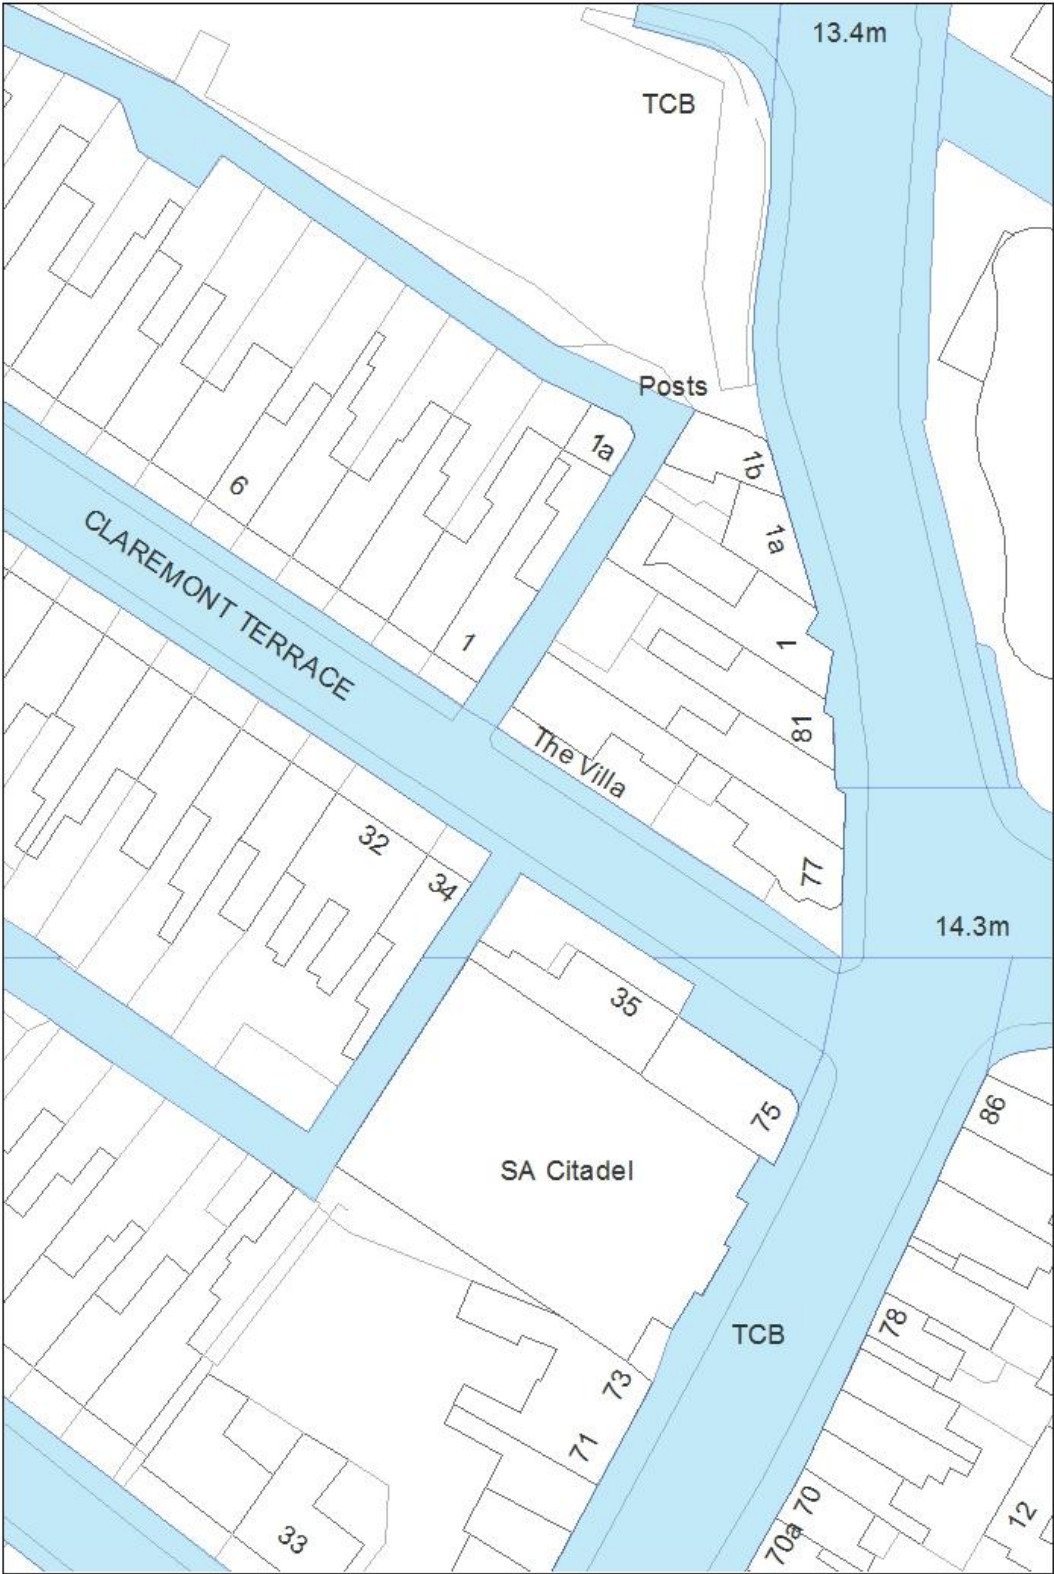 13.4m
TCB
Posts
1a
1b
6
1a
CLAREMONT TERRACE
1
1
81
The Villa
32
77
34
14.3m
35
86
75
SA Citadel
78
TCB
73
71
70
12
33
70a